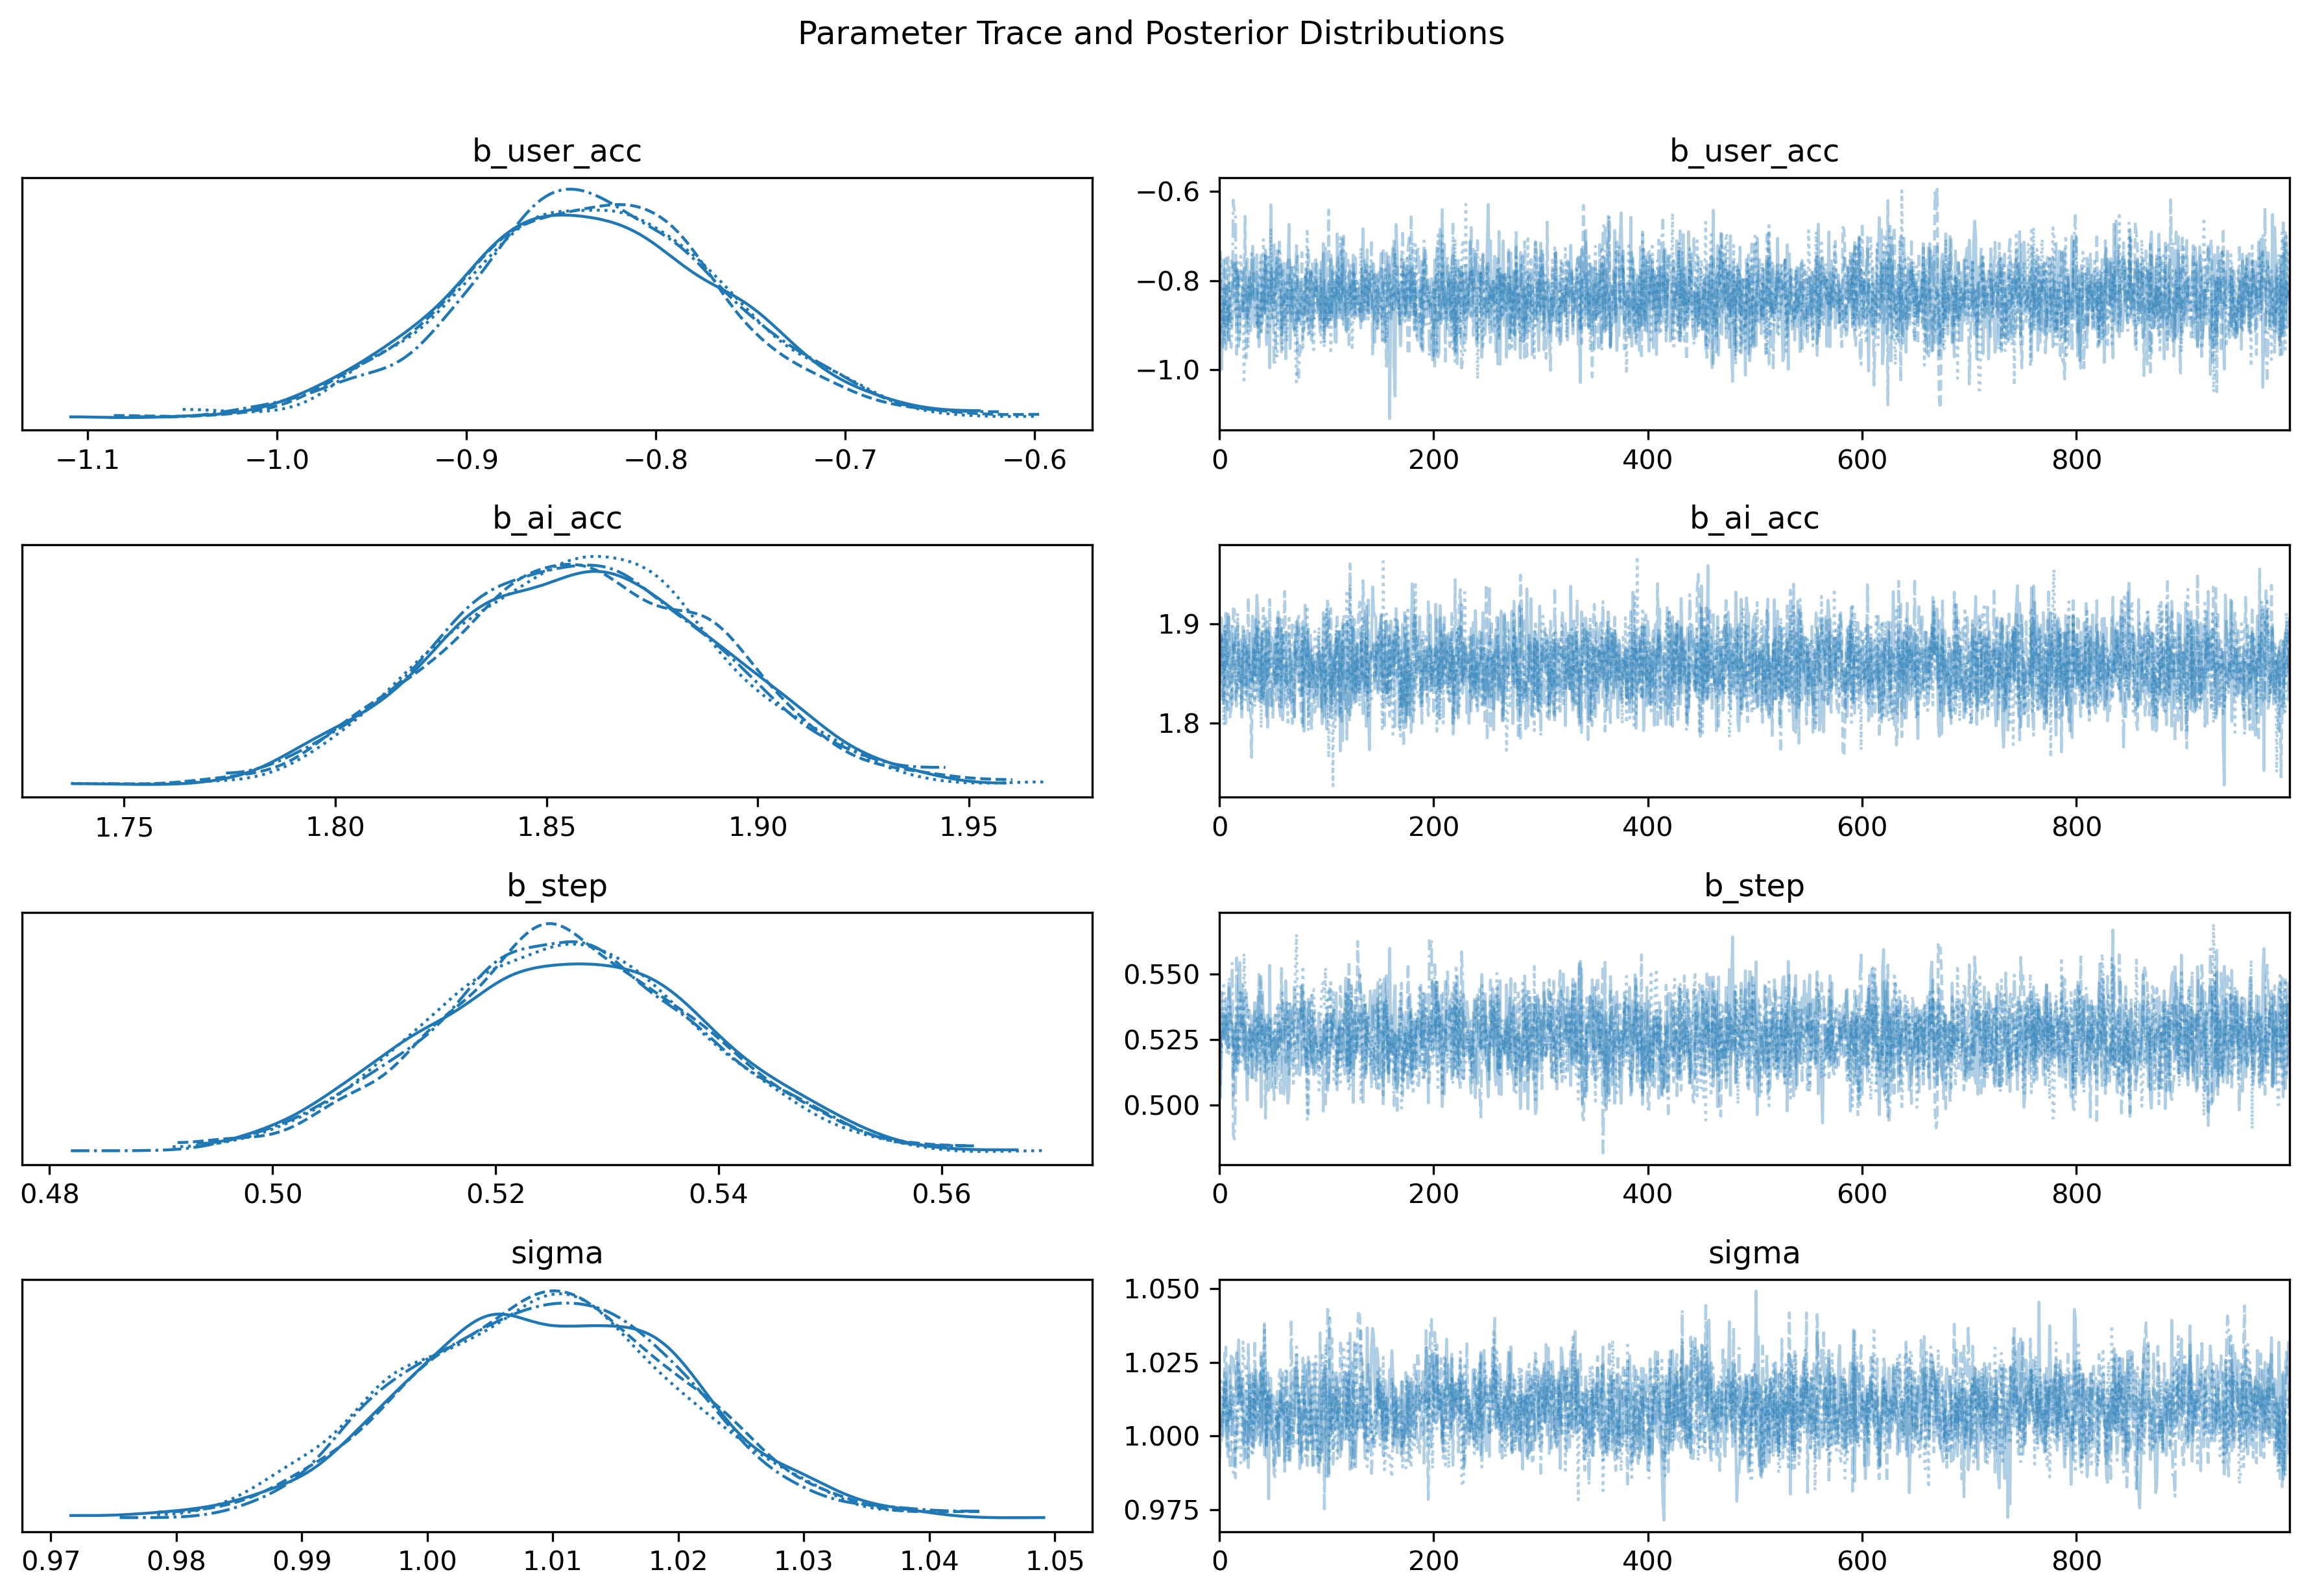 Parameter Trace and Posterior Distributions
b_user_acc
b_user_acc
−0.6
−0.8
−1.0
−1.1 −1.0 −0.9 −0.8 −0.7 −0.6
0 200 400 600 800
b_ai_acc
b_ai_acc
1.9
1.8
1.75 1.80 1.85 1.90 1.95
0 200 400 600 800
b_step
b_step
0.550
0.525
0.500
0.48 0.50 0.52 0.54 0.56
0 200 400 600 800
sigma
sigma
1.050
1.025
1.000
0.975
0.97 0.98 0.99 1.00 1.01 1.02 1.03 1.04 1.05
0 200 400 600 800